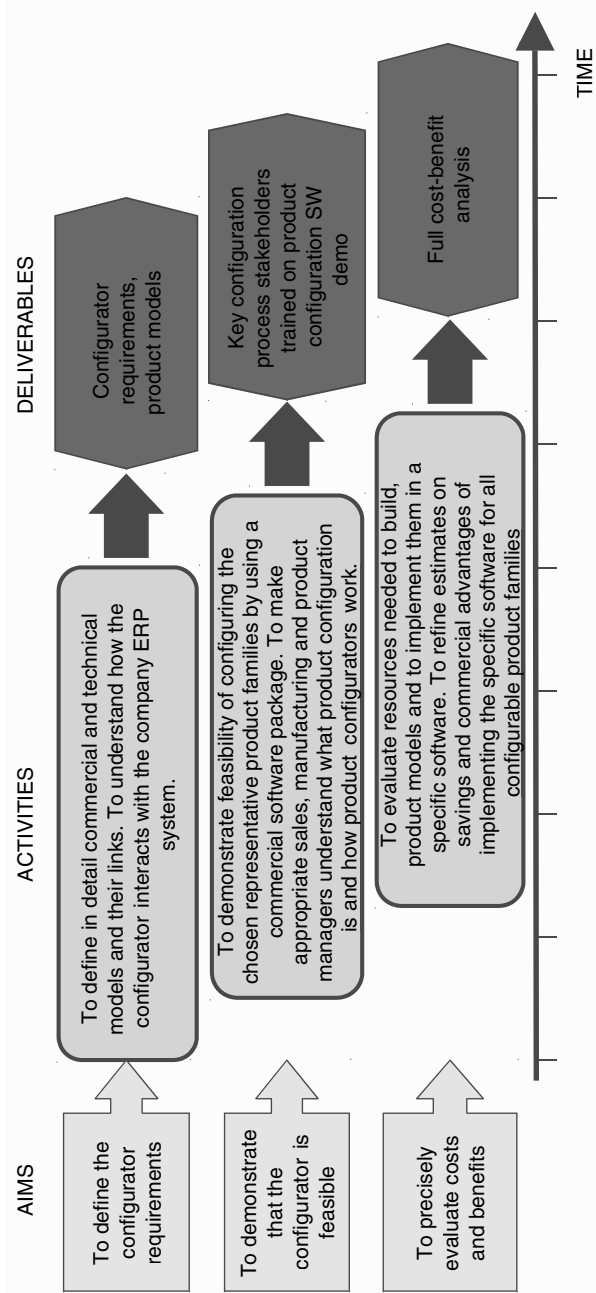 AIMS
ACTIVITIES
DELIVERABLES
To define the
configurator
requirements
To define in detail commercial and technical
models and their links. To understand how the
configurator interacts with the company ERP
system.
Configurator
requirements,
product models
To demonstrate
that the
configurator is
feasible
To demonstrate feasibility of configuring the
chosen representative product families by using a
commercial software package. To make
appropriate sales, manufacturing and product
managers understand what product configuration
is and how product configurators work.
Key configuration
process stakeholders
trained on product
configuration SW
demo
To precisely
evaluate costs
and benefits
To evaluate resources needed to build,
product models and to implement them in a
specific software. To refine estimates on
savings and commercial advantages of
implementing the specific software for all
configurable product families
Full cost-benefit
analysis
TIME